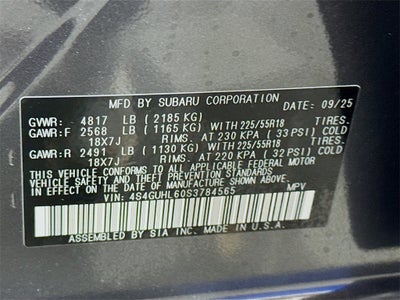 MFD BY SUBARU CORPORATION DATE: 09/25
GVWR: 4817 LB (2185 KG)
GAWR:F 2568 LB (1165 KG) WITH 225/55R18 TIRES.
18X7J RIMS. AT 230 KPA (33 PSI) COLD
GAWR:R 2491 LB (1130 KG) WITH 225/55R18 TIRES.
18X7J RIMS. AT 220 KPA (32 PSI) COLD
THIS VEHICLE CONFORMS TO ALL APPLICABLE FEDERAL MOTOR
VEHICLE SAFETY, BUMPER, AND THEFT PREVENTION STANDARDS
IN EFFECT ON THE DATE OF MANUFACTURE SHOWN ABOVE.
VIN: 4S4GUHL60S3784565 MPV
ASSEMBLED BY SIA INC. MADE IN U.S.A.